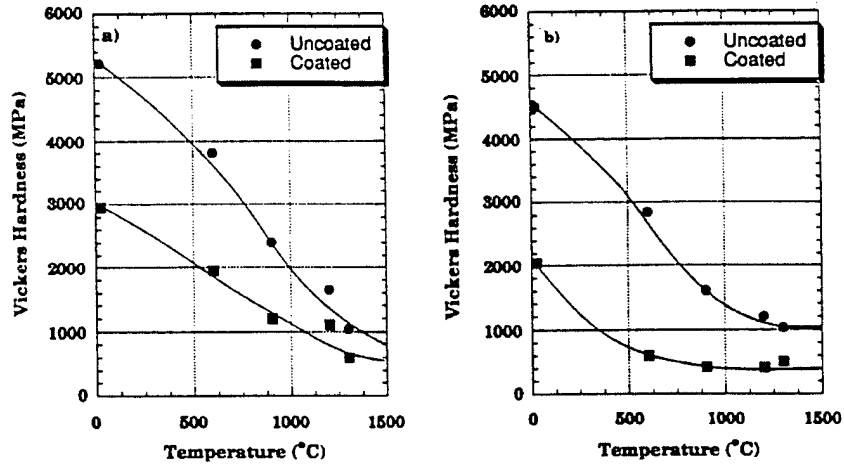 a)
Uncoated
Coated
6000
5000
4000
3000
2000
1000
0
Vickers Hardness (MPa)
0 500 1000 1500
Temperature (°C)
b)
Uncoated
Coated
6000
5000
4000
3000
2000
1000
0
Vickers Hardness (MPa)
0 500 1000 1500
Temperature (°C)